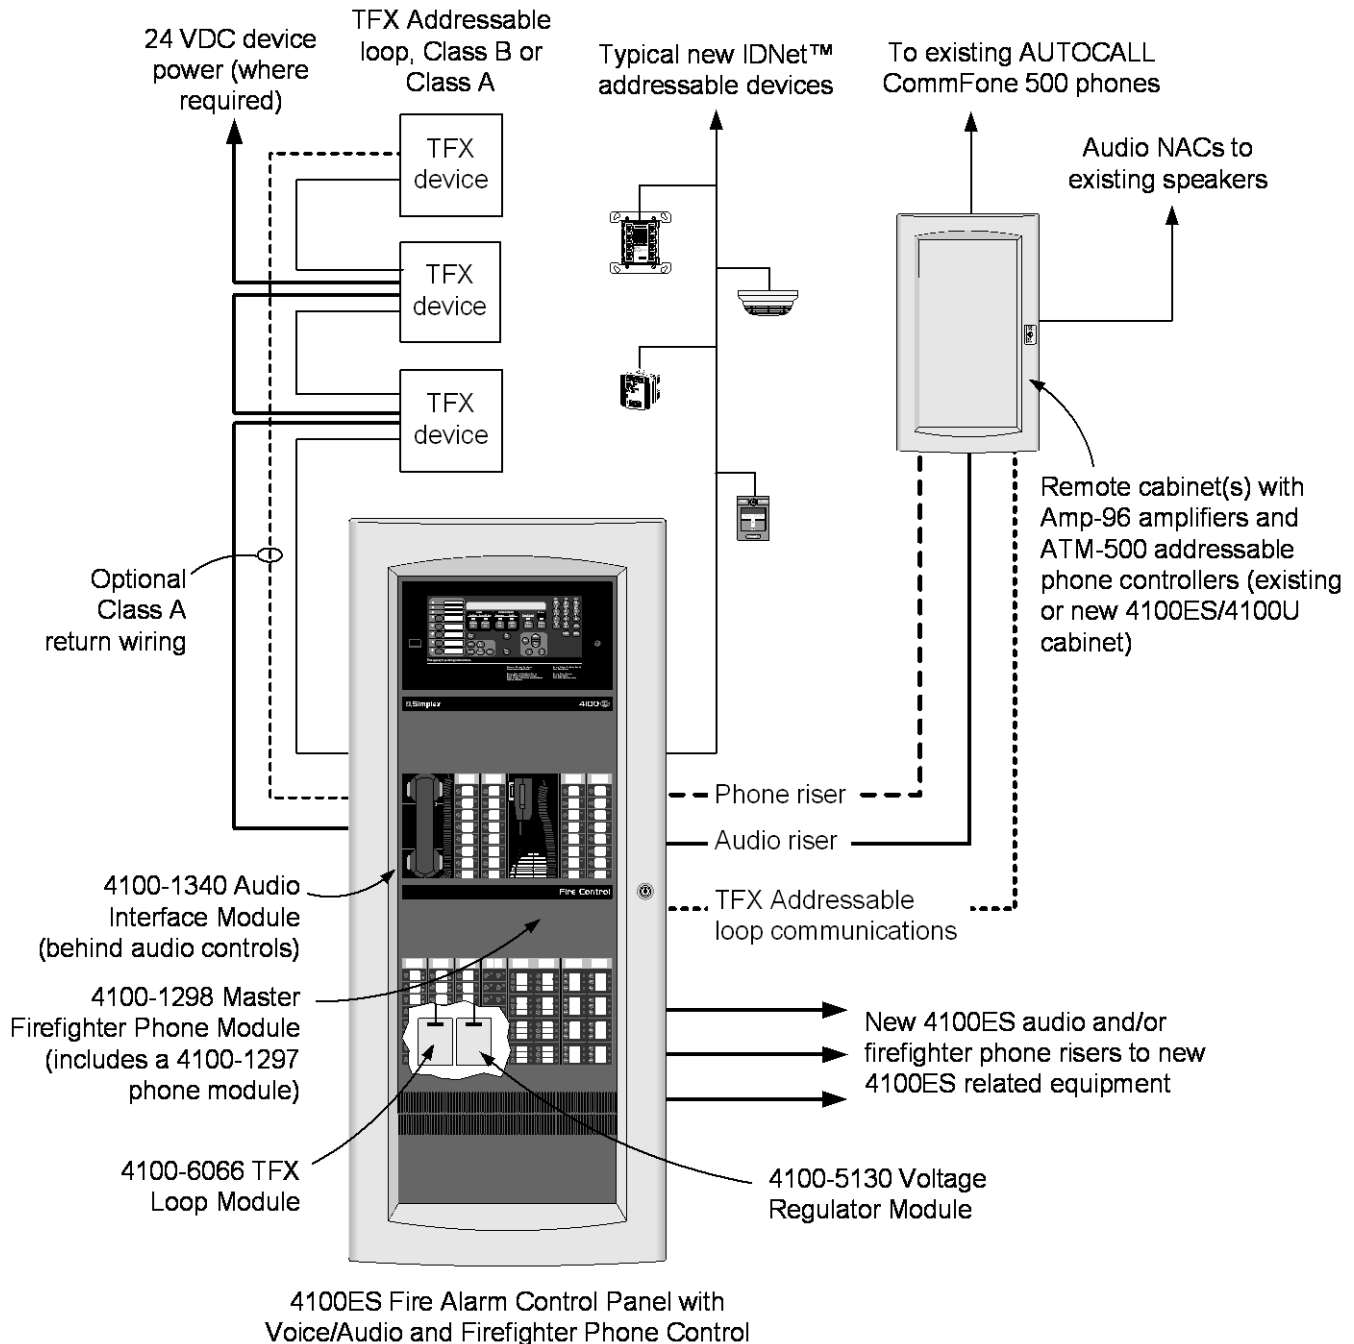 24 VDC device
power (where
required)
TFX Addressable
loop, Class B or
Class A
Typical new IDNet™
addressable devices
To existing AUTOCALL
CommFone 500 phones
Audio NACs to
existing speakers
TFX
device
TFX
device
TFX
device
Optional
Class A
return wiring
Remote cabinet(s) with
Amp-96 amplifiers and
ATM-500 addressable
phone controllers (existing
or new 4100ES/4100U
cabinet)
Simplex
4100
Phone riser
Audio riser
TFX Addressable
loop communications
Fire Control
4100-1340 Audio
Interface Module
(behind audio controls)
4100-1298 Master
Firefighter Phone Module
(includes a 4100-1297
phone module)
New 4100ES audio and/or
firefighter phone risers to new
4100ES related equipment
4100-6066 TFX
Loop Module
4100-5130 Voltage
Regulator Module
4100ES Fire Alarm Control Panel with
Voice/Audio and Firefighter Phone Control